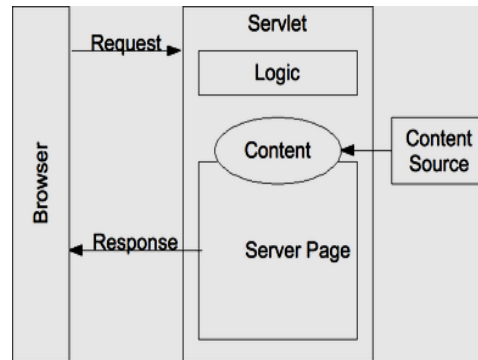 Servlet
Request
Logic
Content
Content
Source
Browser
Response
Server Page